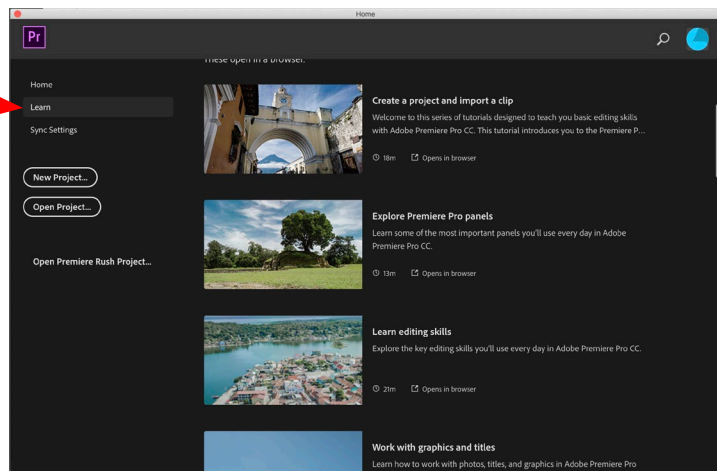 Home
Pr
Home
Learn
Sync Settings
New Project...
Open Project...
Open Premiere Rush Project...
These open in a browser.
Create a project and import a clip
Welcome to this series of tutorials designed to teach you basic editing skills
with Adobe Premiere Pro CC. This tutorial introduces you to the Premiere P...
18m Opens in browser
Explore Premiere Pro panels
Learn some of the most important panels you'll use every day in Adobe
Premiere Pro CC.
13m Opens in browser
Learn editing skills
Explore the key editing skills you'll use every day in Adobe Premiere Pro CC.
21m Opens in browser
Work with graphics and titles
Learn how to work with photos, titles, and graphics in Adobe Premiere Pro